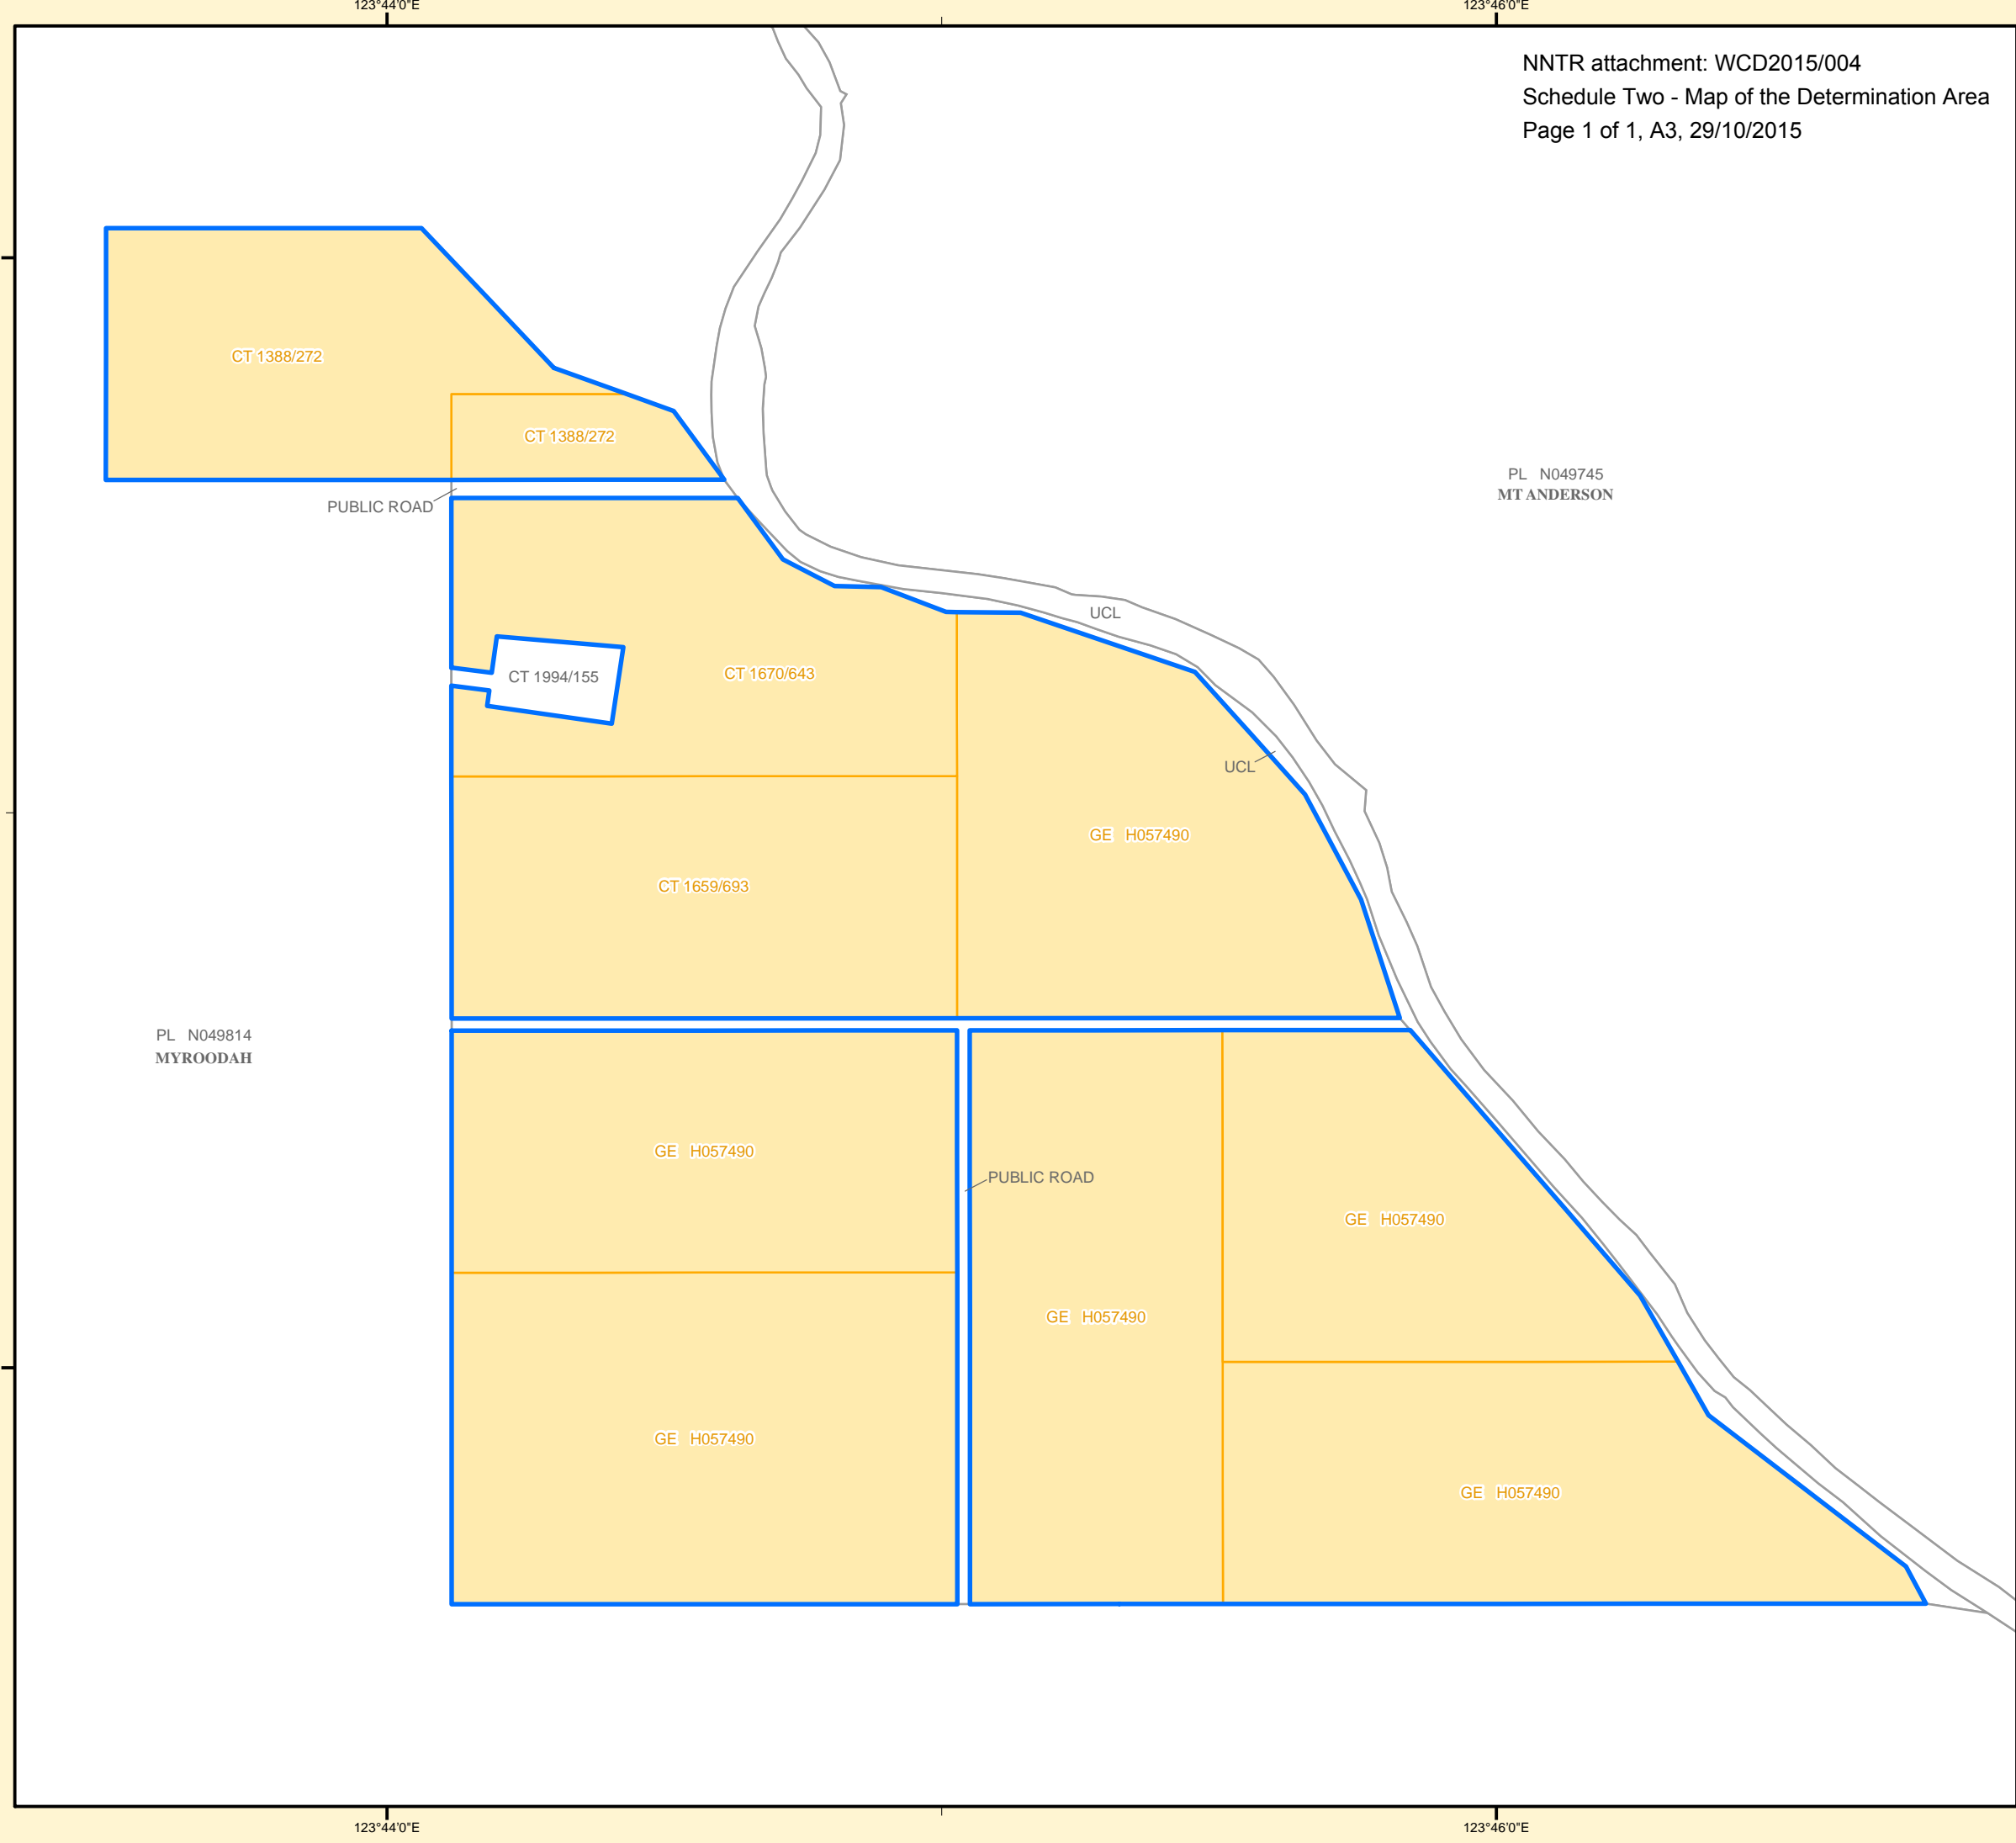 123°44'0"E
123°46'0"E
NNTR attachment: WCD2015/004
Schedule Two - Map of the Determination Area
Page 1 of 1, A3, 29/10/2015
CT 1388/272
CT 1388/272
PL N049745
MT ANDERSON
PUBLIC ROAD
UCL
CT 1994/155
CT 1670/643
UCL
GE H057490
CT 1659/693
PL N049814
MYROODAH
GE H057490
PUBLIC ROAD
GE H057490
GE H057490
GE H057490
GE H057490
123°44'0"E
123°46'0"E